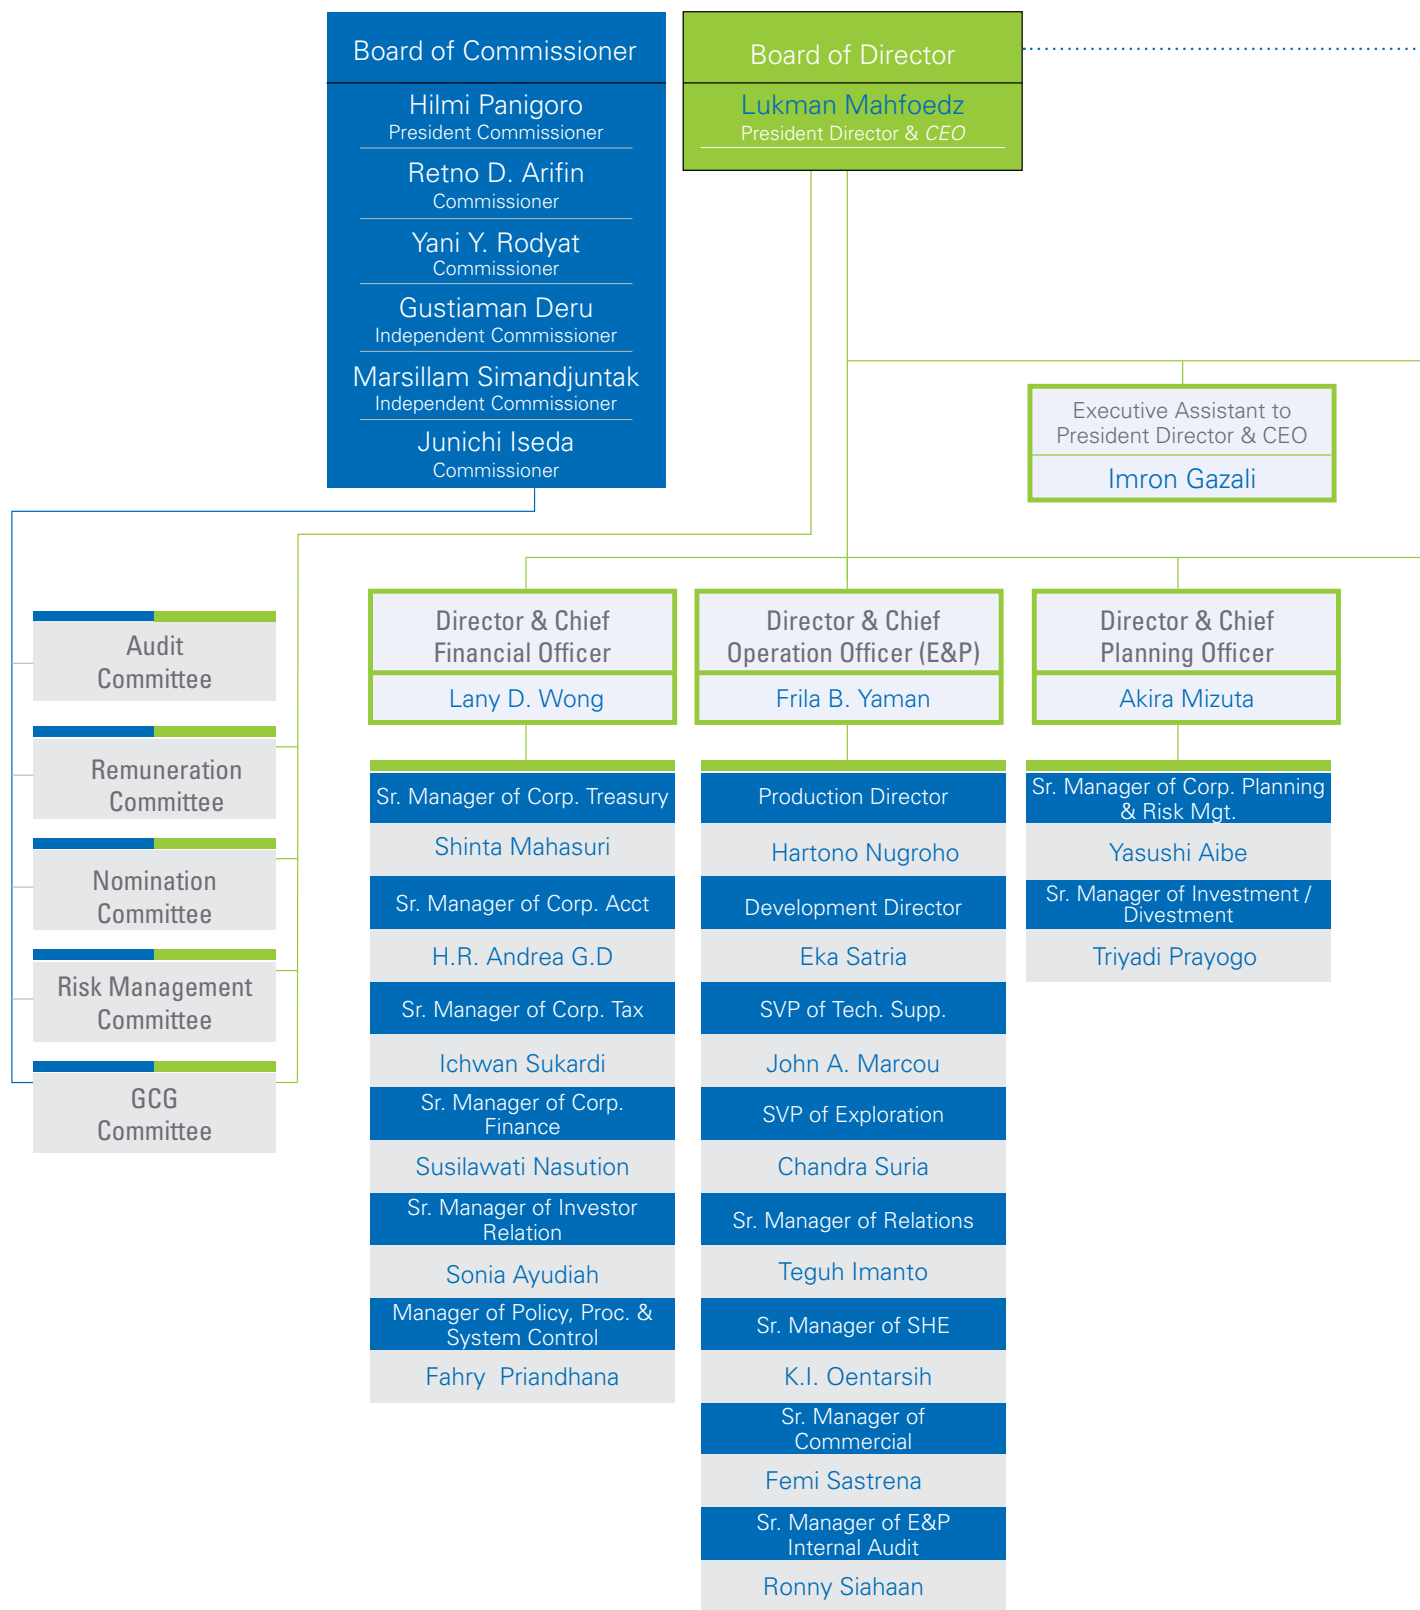 Board of Commissioner
Hilmi Panigoro
President Commissioner
Retno D. Arifin
Commissioner
Yani Y. Rodyat
Commissioner
Gustiaman Deru
Independent Commissioner
Marsillam Simandjuntak
Independent Commissioner
Junichi Iseda
Commissioner
Board of Director
Lukman Mahfoedz
President Director & CEO
Executive Assistant to
President Director & CEO
Imron Gazali
Audit
Committee
Remuneration
Committee
Nomination
Committee
Risk Management
Committee
GCG
Committee
Director & Chief
Financial Officer
Lany D. Wong
Sr. Manager of Corp. Treasury
Shinta Mahasuri
Sr. Manager of Corp. Acct
H.R. Andrea G.D
Sr. Manager of Corp. Tax
Ichwan Sukardi
Sr. Manager of Corp.
Finance
Susilawati Nasution
Sr. Manager of Investor
Relation
Sonia Ayudiah
Manager of Policy, Proc. &
System Control
Fahry Priandhana
Director & Chief
Operation Officer (E&P)
Frila B. Yaman
Production Director
Hartono Nugroho
Development Director
Eka Satria
SVP of Tech. Supp.
John A. Marcou
SVP of Exploration
Chandra Suria
Sr. Manager of Relations
Teguh Imanto
Sr. Manager of SHE
K.I. Oentarsih
Sr. Manager of
Commercial
Femi Sastrena
Sr. Manager of E&P
Internal Audit
Ronny Siahaan
Director & Chief
Planning Officer
Akira Mizuta
Sr. Manager of Corp. Planning
& Risk Mgt.
Yasushi Aibe
Sr. Manager of Investment /
Divestment
Triyadi Prayogo